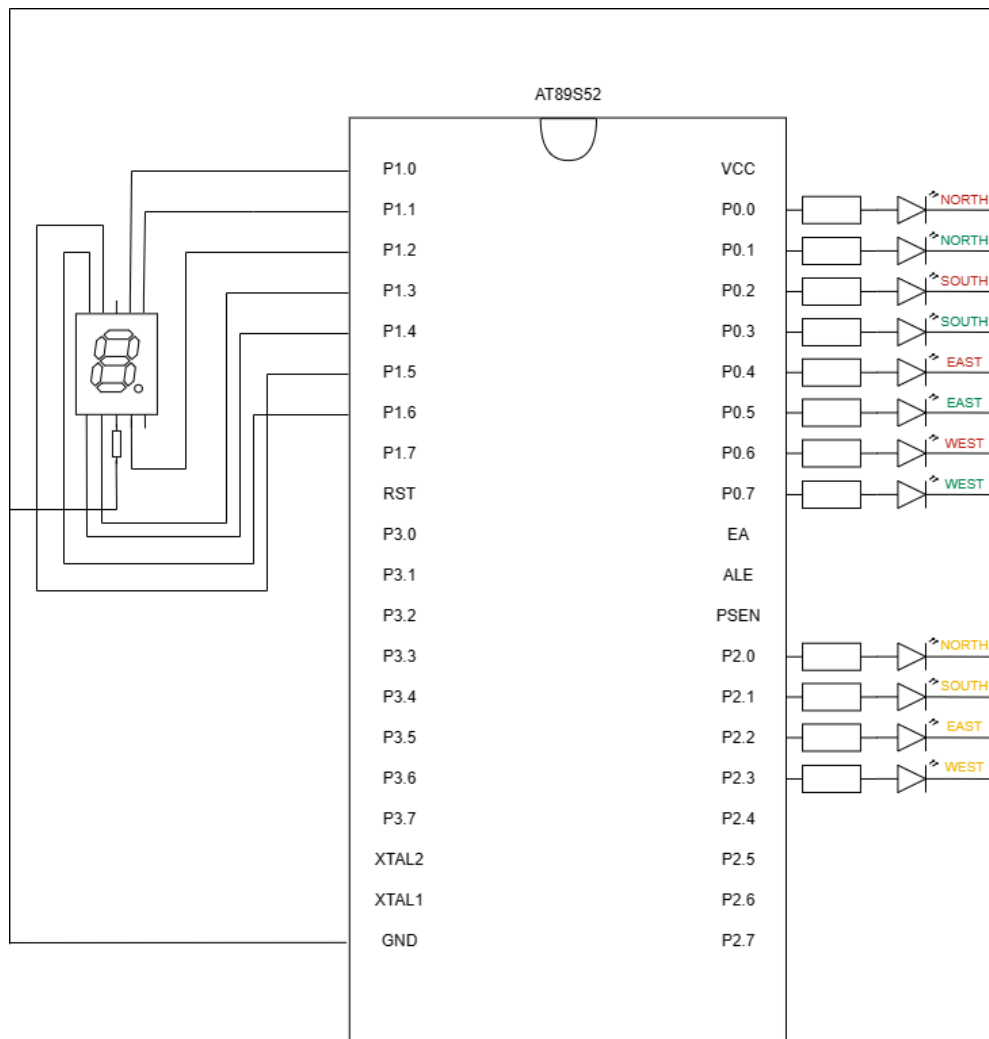 AT89S52
P1.0 VCC
P1.1 P0.0 NORTH
P1.2 P0.1 NORTH
P1.3 P0.2 SOUTH
P1.4 P0.3 SOUTH
P1.5 P0.4 EAST
P1.6 P0.5 EAST
P1.7 P0.6 WEST
RST P0.7 WEST
P3.0 EA
P3.1 ALE
P3.2 PSEN
P3.3 P2.0 NORTH
P3.4 P2.1 SOUTH
P3.5 P2.2 EAST
P3.6 P2.3 WEST
P3.7 P2.4
XTAL2 P2.5
XTAL1 P2.6
GND P2.7